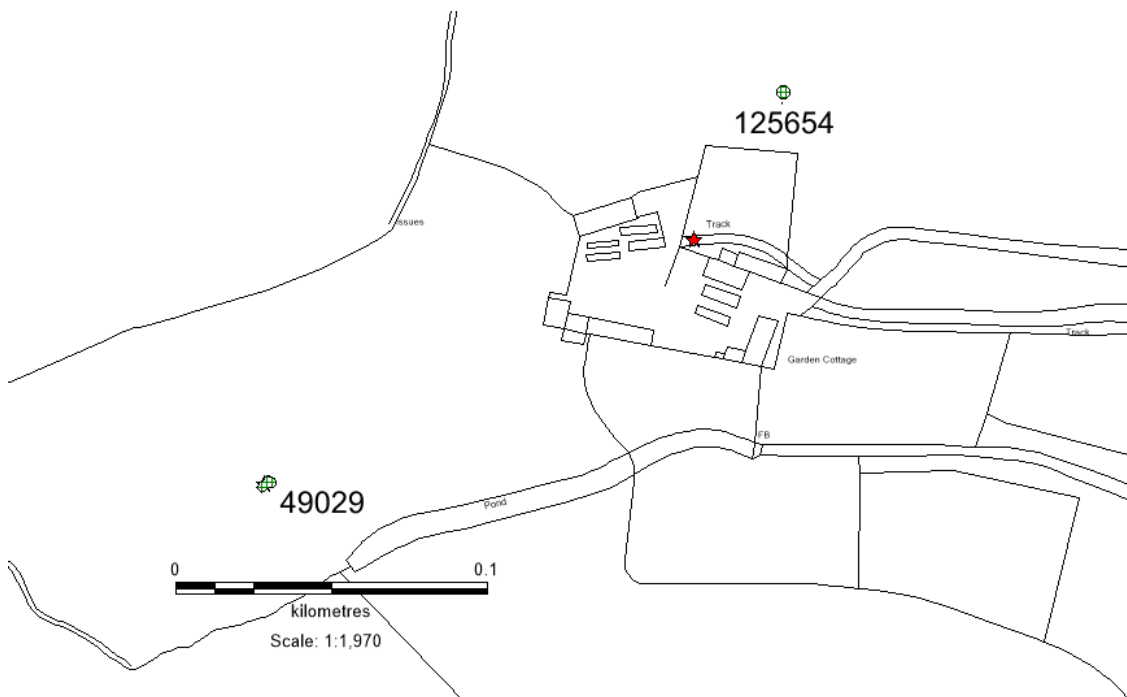 125654
Track
Issues
Track
Garden Cottage
FB
49029
Pond
0 0.1
kilometres
Scale: 1:1,970